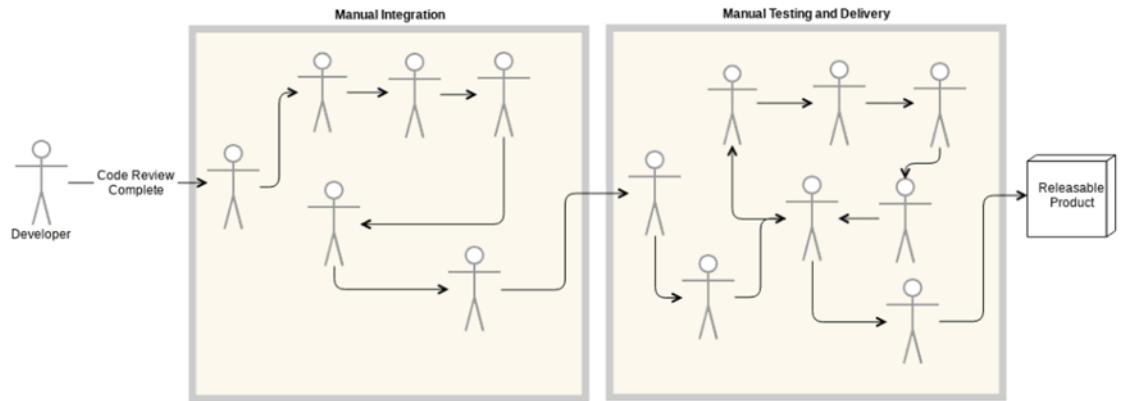 Manual Integration
Manual Testing and Delivery
Code Review
Complete
Developer
Releasable
Product